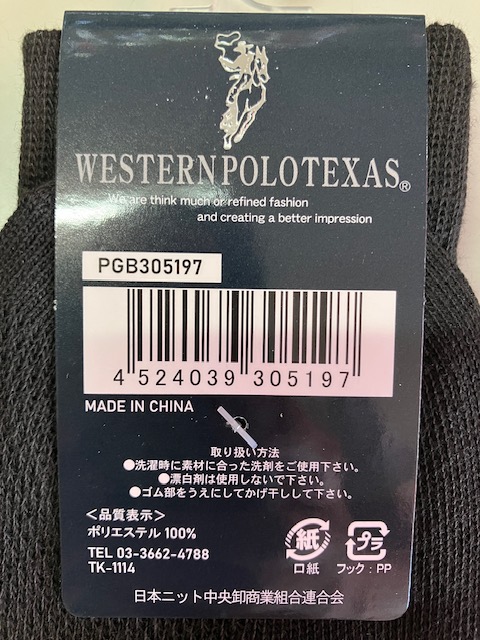 WESTERNPOLOTEXAS®
We are think much or refined fashion
and creating a better impression
PGB305197
4 524039 305197
MADE IN CHINA
取り扱い方法
●洗濯時に素材に合った洗剤をご使用下さい。
●漂白剤は使用しないで下さい。
●ゴム部をうえにしてかげ干しして下さい。
＜品質表示＞
ポリエステル 100%
TEL 03-3662-4788
TK-1114
紙
口紙
プラ
フック：PP
日本ニット中央卸商業組合連合会